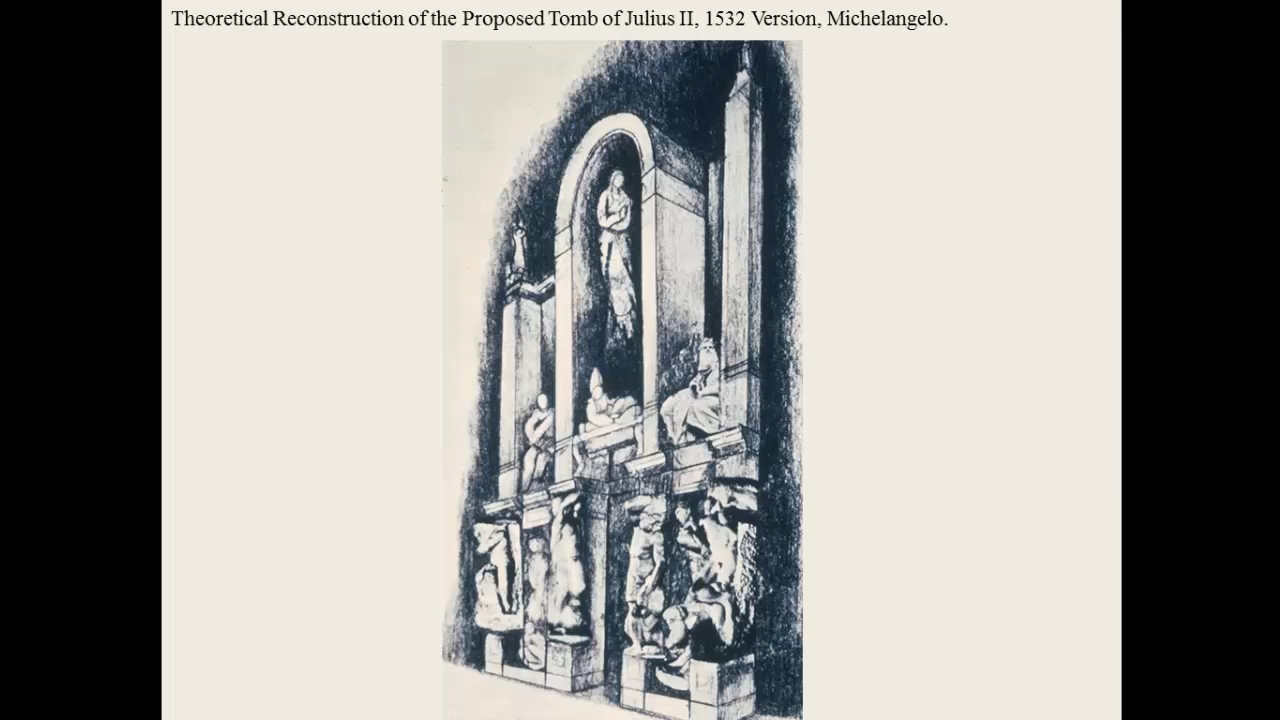 Theoretical Reconstruction of the Proposed Tomb of Julius II, 1532 Version, Michelangelo.